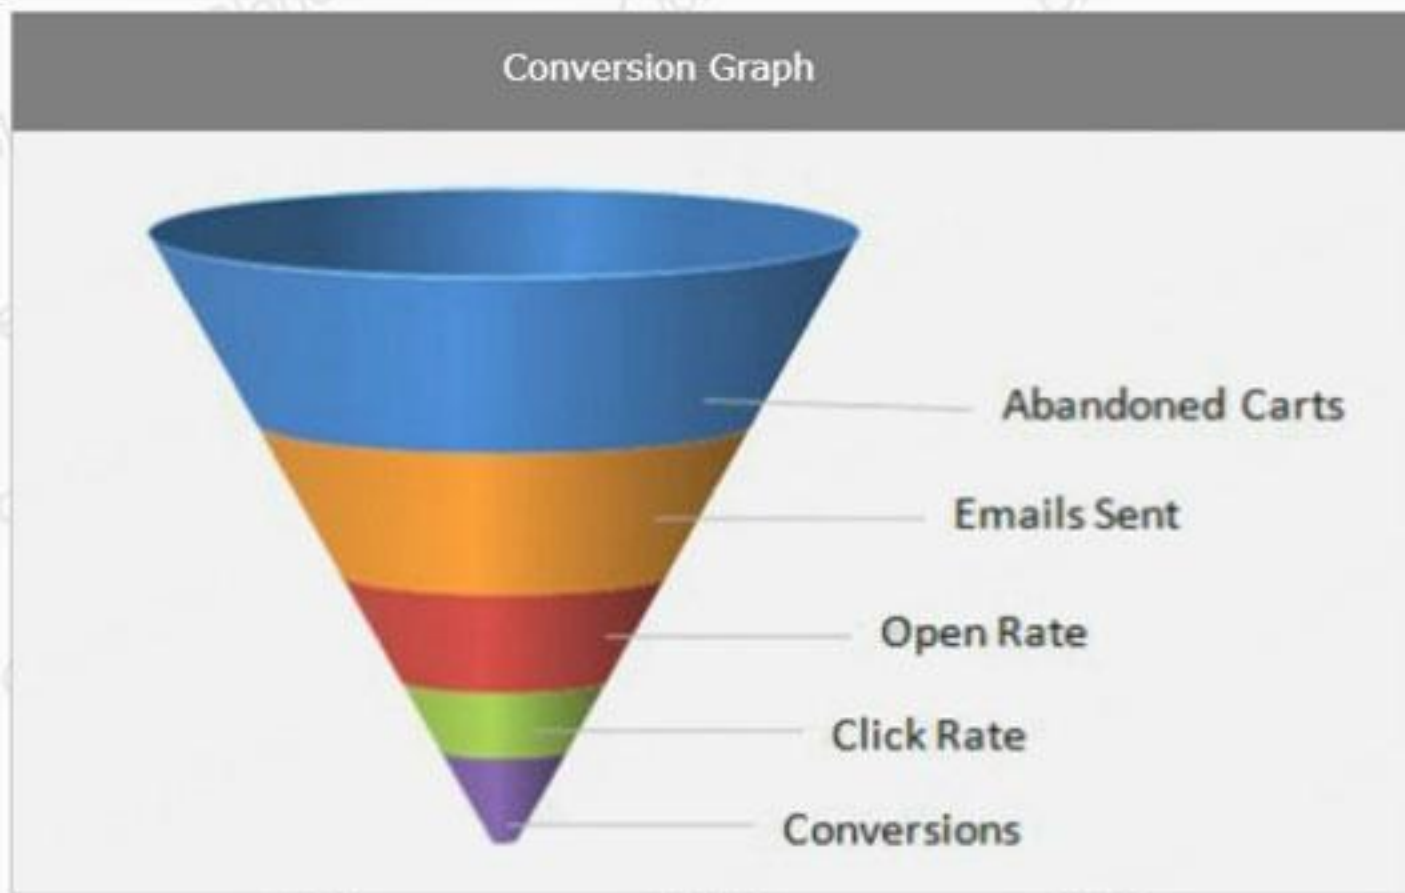 Conversion Graph
Abandoned Carts
Emails Sent
Open Rate
Click Rate
Conversions